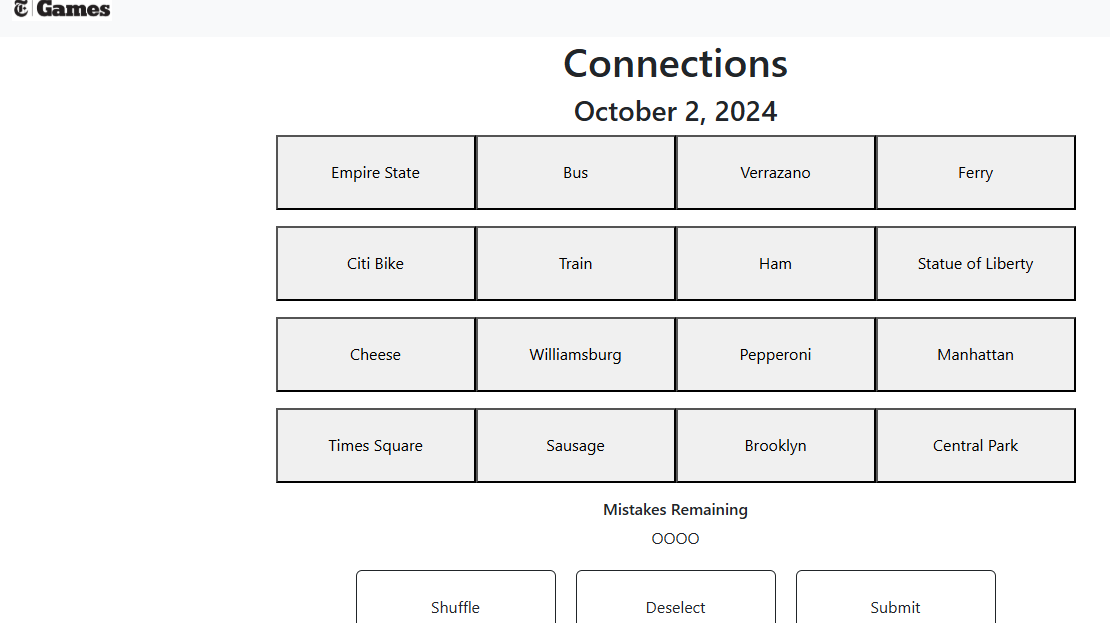 Games
Connections
October 2, 2024
Empire State Bus Verrazano Ferry
Citi Bike Train Ham Statue of Liberty
Cheese Williamsburg Pepperoni Manhattan
Times Square Sausage Brooklyn Central Park
Mistakes Remaining
OOOO
Shuffle Deselect Submit